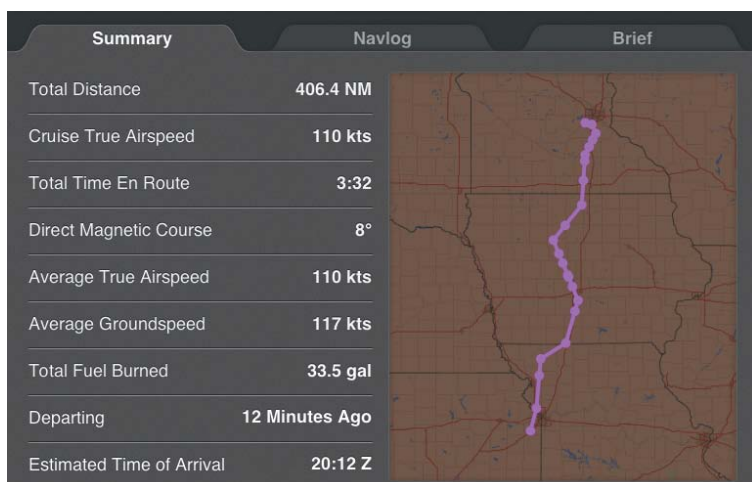 Summary Navlog Brief
Total Distance 406.4 NM
Cruise True Airspeed 110 kts
Total Time En Route 3:32
Direct Magnetic Course 8°
Average True Airspeed 110 kts
Average Groundspeed 117 kts
Total Fuel Burned 33.5 gal
Departing 12 Minutes Ago
Estimated Time of Arrival 20:12 Z